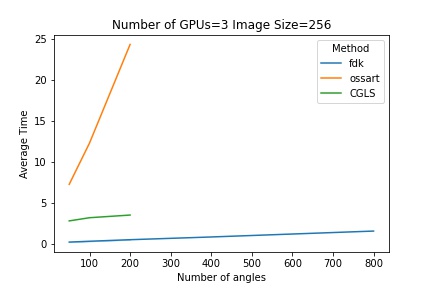 Number of GPUs=3 Image Size=256
Average Time
25
20
15
10
5
0
Method
fdk
ossart
CGLS
100 200 300 400 500 600 700 800
Number of angles